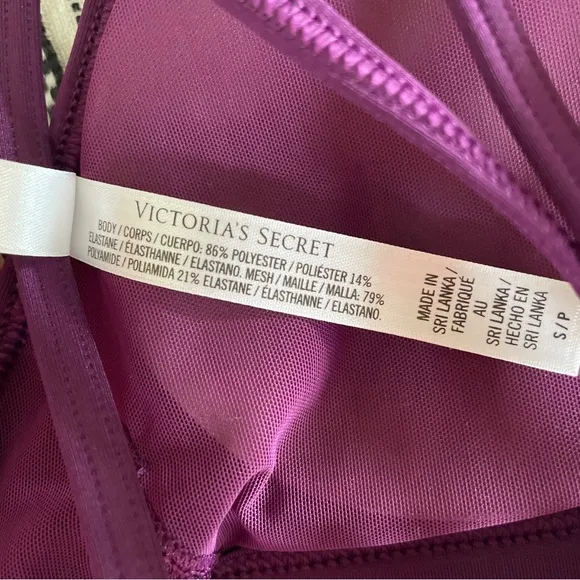 VICTORIA'S SECRET
BODY / CORPS / CUERPO: 86% POLYESTER / POLIÉSTER 14%
ELASTANE / ÉLASTHANNE / ELASTANO. MESH / MAILLE / MALLA: 79%
POLYAMIDE / POLIAMIDA 21% ELASTANE / ÉLASTHANNE / ELASTANO.
MADE IN
SRI LANKA /
FABRIQUÉ
AU
SRI LANKA /
HECHO EN
SRI LANKA
S / P